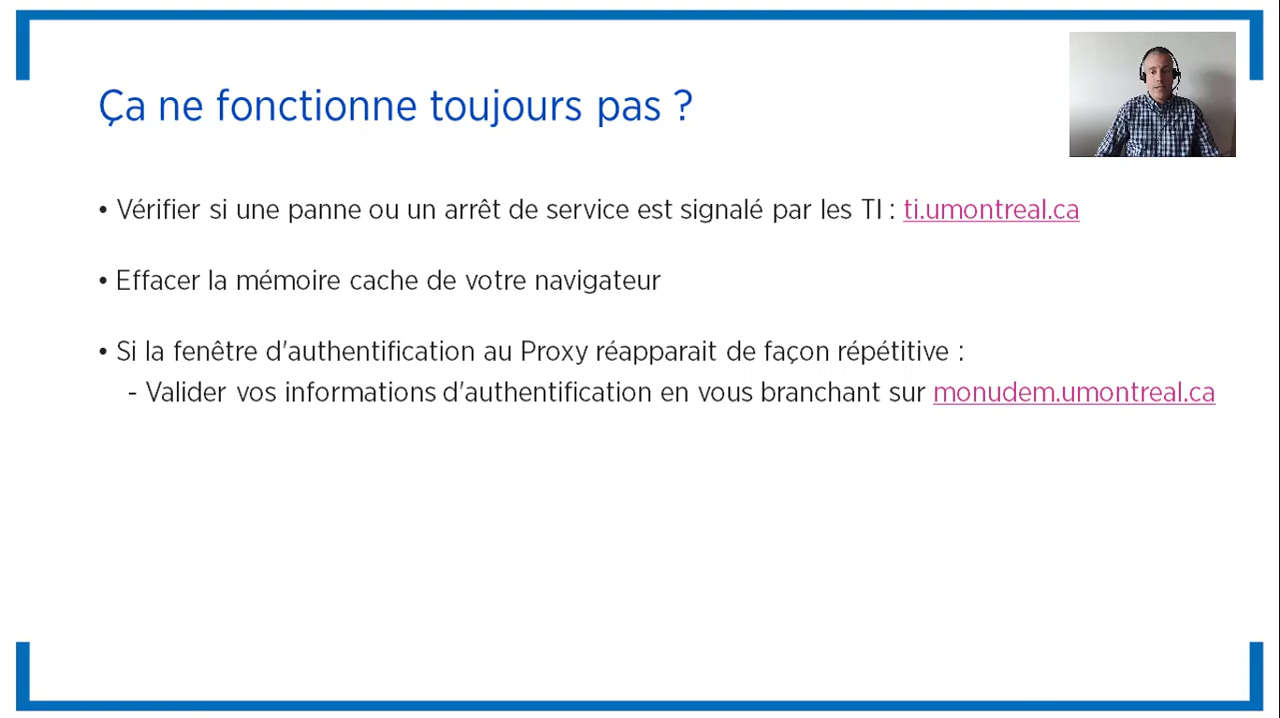 Ça ne fonctionne toujours pas ?
• Vérifier si une panne ou un arrêt de service est signalé par les TI : ti.umontreal.ca
• Effacer la mémoire cache de votre navigateur
• Si la fenêtre d'authentification au Proxy réapparait de façon répétitive :
- Valider vos informations d'authentification en vous branchant sur monudem.umontreal.ca